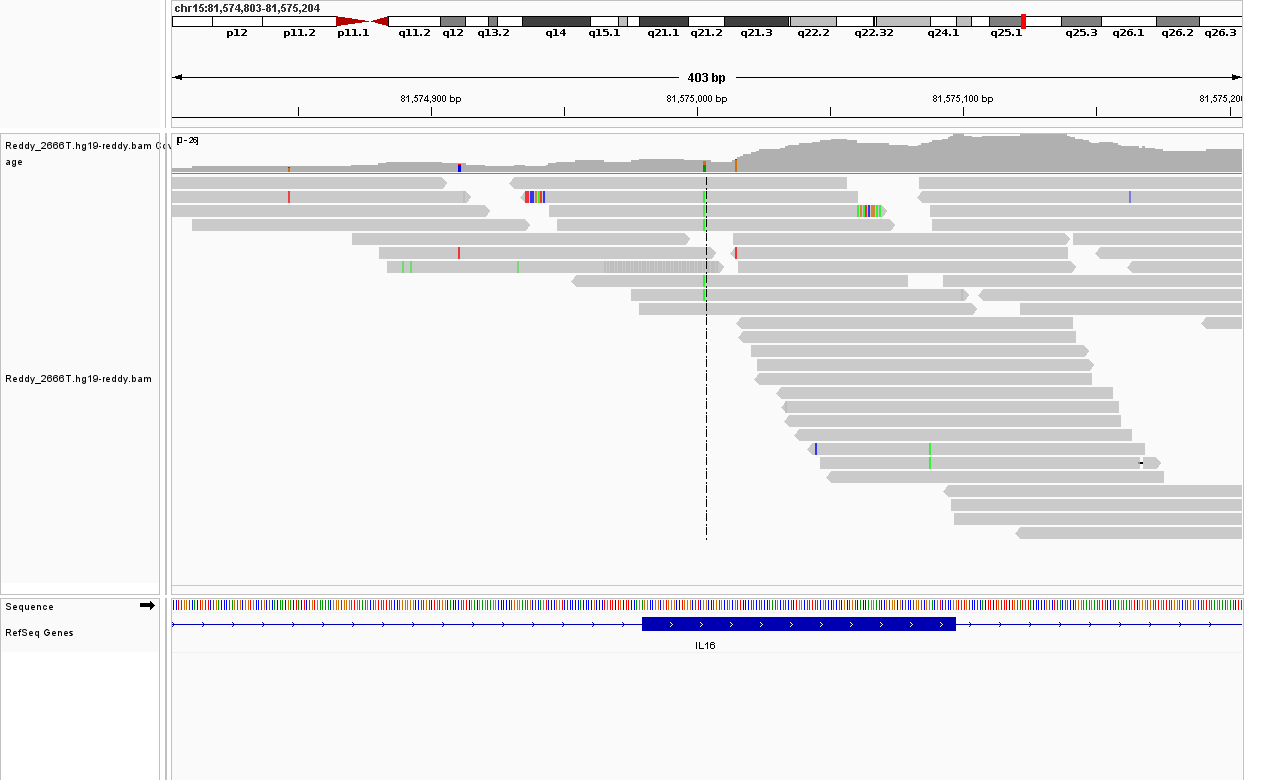 chr15:81,574,803-81,575,204
p12 p11.2 p11.1 q11.2 q12 q13.2 q14 q15.1 q21.1 q21.2 q21.3 q22.2 q22.32 q24.1 q25.1 q25.3 q26.1 q26.2 q26.3
403 bp
81,574,900 bp 81,575,000 bp 81,575,100 bp 81,575,20
[0-26]
Reddy_2666T.hg19-reddy.bam Cov
age
Reddy_2666T.hg19-reddy.bam
Sequence
RefSeq Genes
IL16